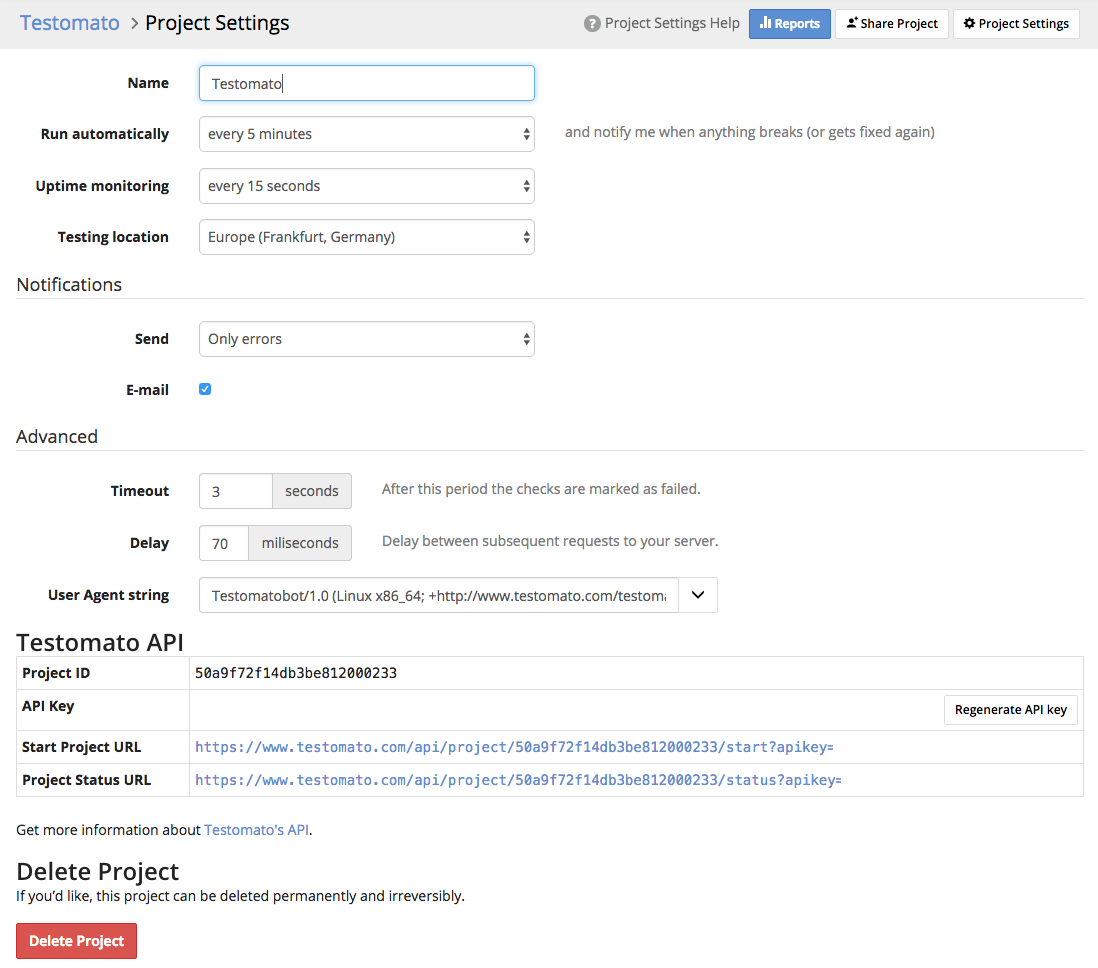 Testomato > Project Settings
? Project Settings Help Reports Share Project Project Settings
Name Testomato
Run automatically every 5 minutes and notify me when anything breaks (or gets fixed again)
Uptime monitoring every 15 seconds
Testing location Europe (Frankfurt, Germany)
Notifications
Send Only errors
E-mail
Advanced
Timeout 3 seconds After this period the checks are marked as failed.
Delay 70 miliseconds Delay between subsequent requests to your server.
User Agent string Testomatobot/1.0 (Linux x86_64; +http://www.testomato.com/testoma
Testomato API
Project ID 50a9f72f14db3be812000233
API Key Regenerate API key
Start Project URL https://www.testomato.com/api/project/50a9f72f14db3be812000233/start?apikey=
Project Status URL https://www.testomato.com/api/project/50a9f72f14db3be812000233/status?apikey=
Get more information about Testomato's API.
Delete Project
If you’d like, this project can be deleted permanently and irreversibly.
Delete Project